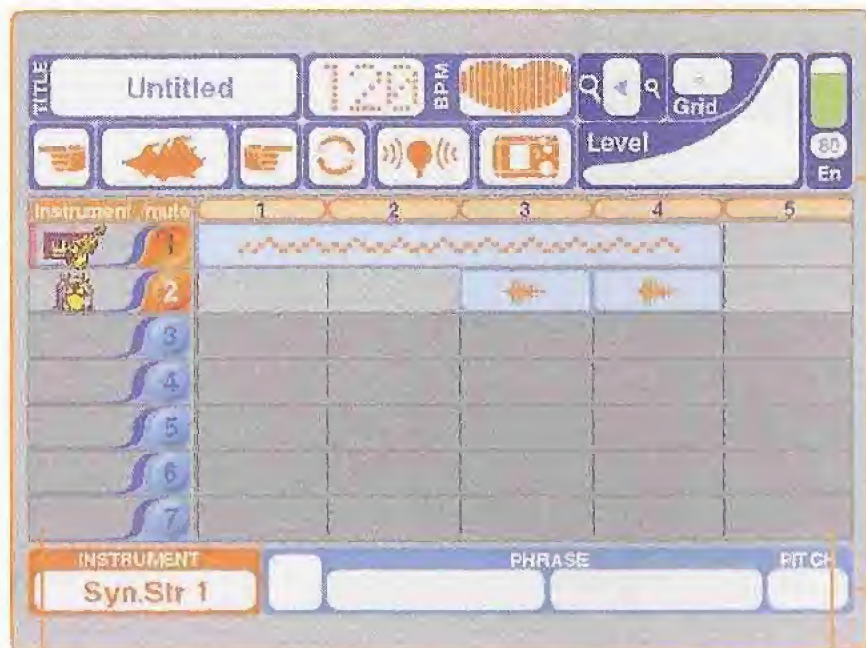 TITLE Untitled 120 BPM
Grid
Level
80
En
Instrument mute 1 2 3 4 5
1
2
3
4
5
6
7
INSTRUMENT PHRASE PITCH
Syn.Str 1